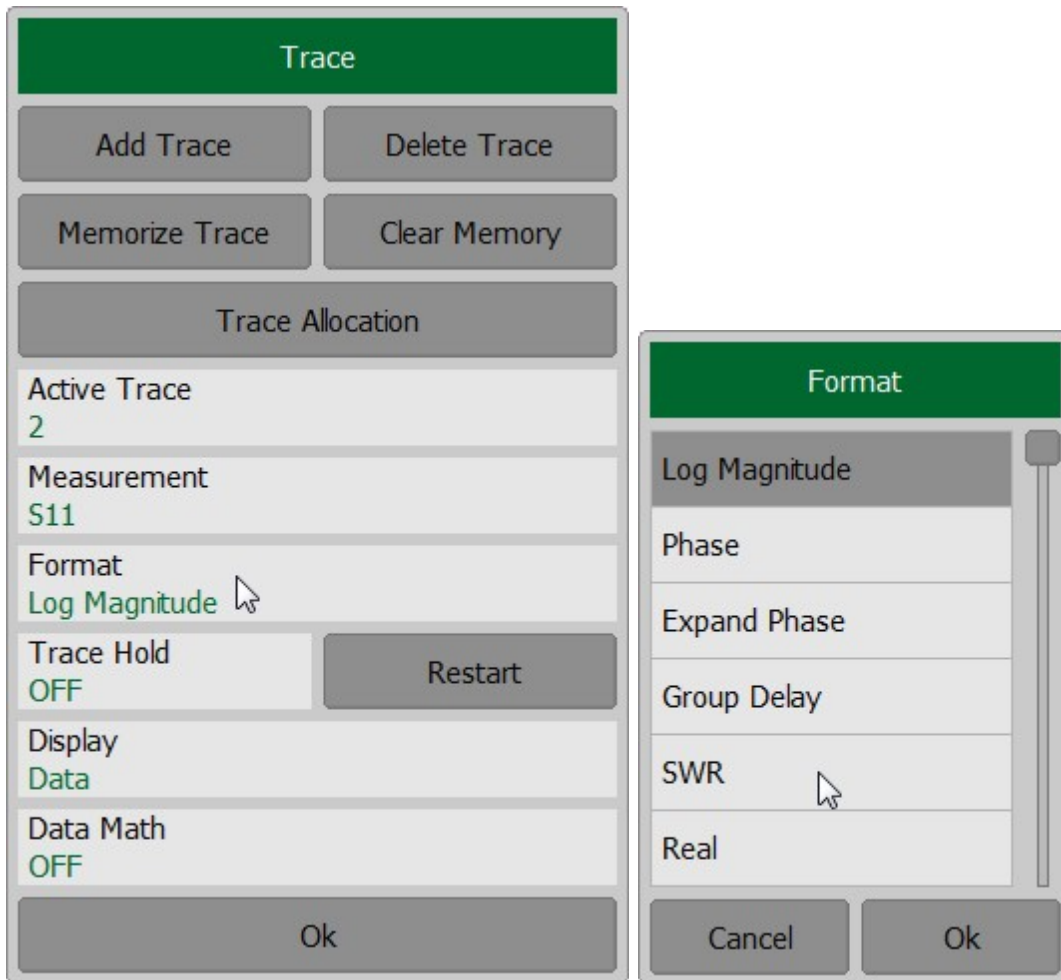 Trace
Add Trace
Delete Trace
Memorize Trace
Clear Memory
Trace Allocation
Active Trace
2
Measurement
S11
Format
Log Magnitude
Trace Hold
OFF
Restart
Display
Data
Data Math
OFF
Ok
Format
Log Magnitude
Phase
Expand Phase
Group Delay
SWR
Real
Cancel
Ok